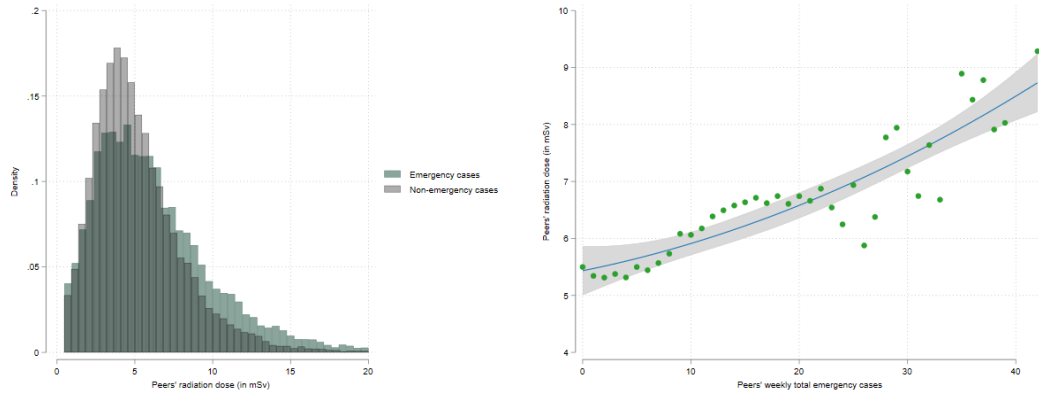 .2
.15
.1
.05
0
Density
0 5 10 15 20
Peers' radiation dose (in mSv)
Emergency cases
Non-emergency cases
10
9
8
7
6
5
4
Peers' radiation dose (in mSv)
0 10 20 30 40
Peers' weekly total emergency cases